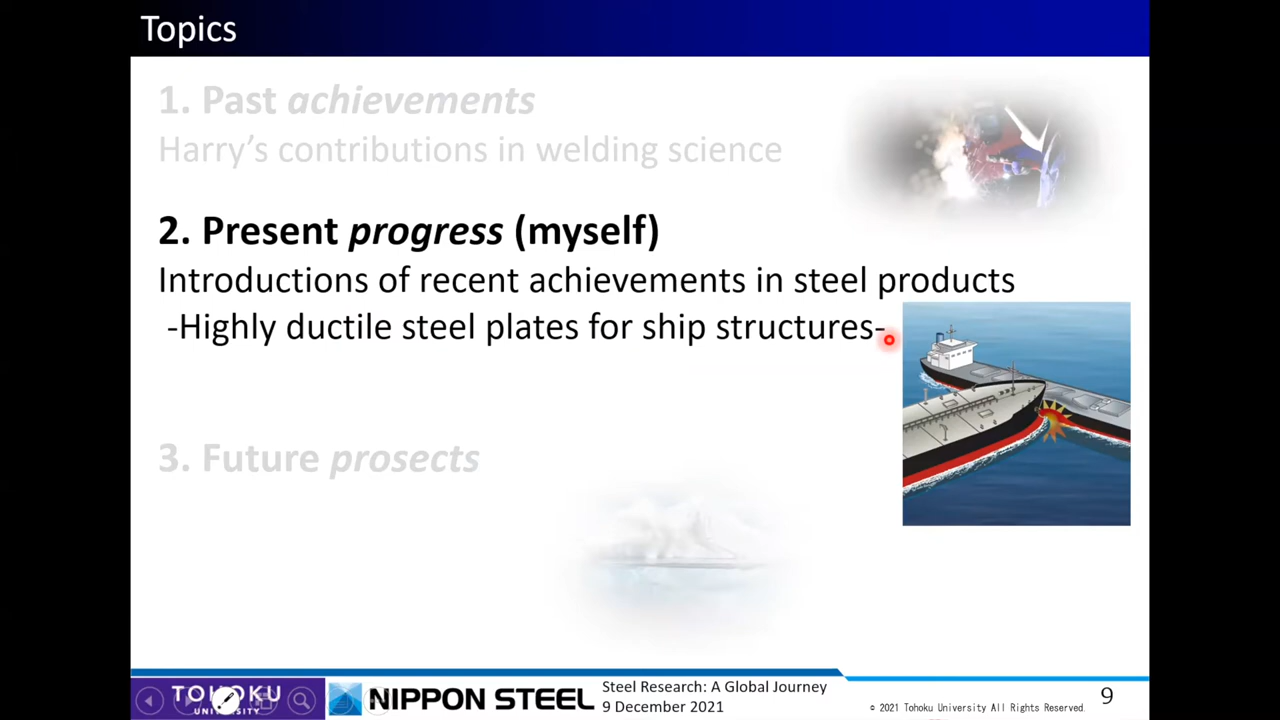 Topics
1. Past achievements
Harry's contributions in welding science
2. Present progress (myself)
Introductions of recent achievements in steel products
-Highly ductile steel plates for ship structures-
3. Future prosects
TOHOKU
UNIVERSITY
NIPPON STEEL
Steel Research: A Global Journey
9 December 2021
© 2021 Tohoku University All Rights Reserved.
9